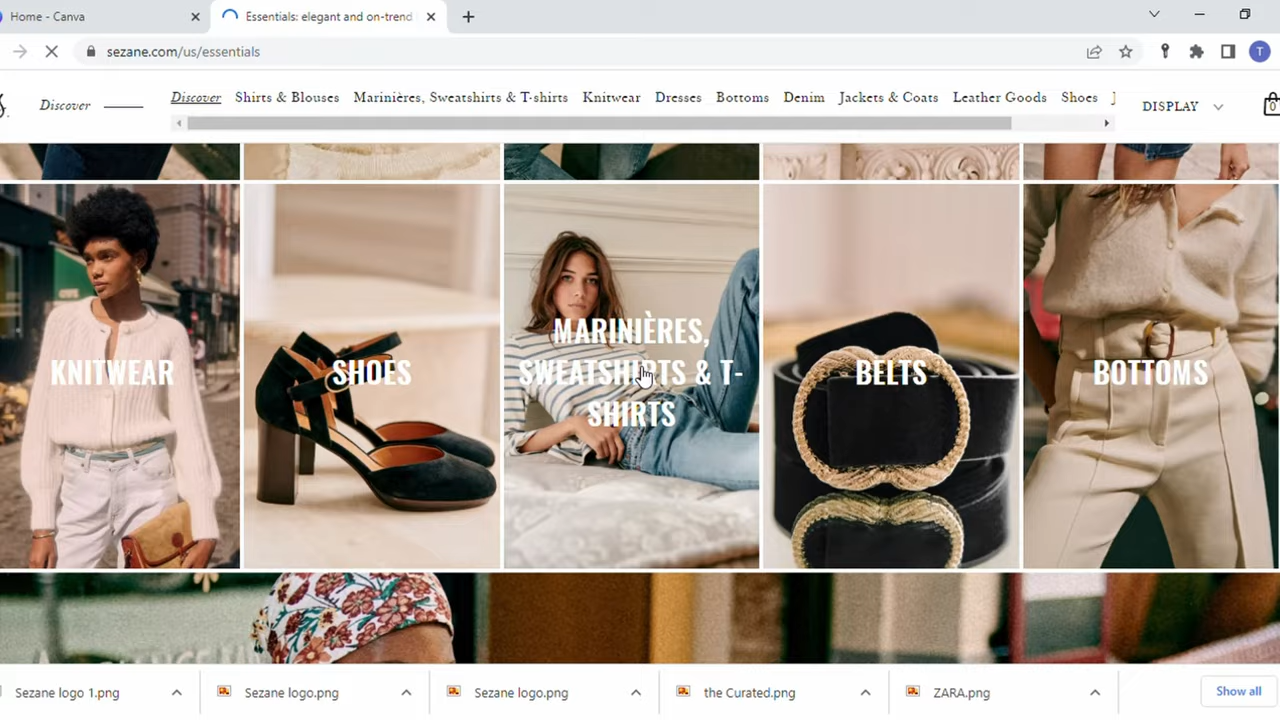 Home - Canva
Essentials: elegant and on-trend
sezane.com/us/essentials
T
Discover
Discover Shirts & Blouses Marinières, Sweatshirts & T-shirts Knitwear Dresses Bottoms Denim Jackets & Coats Leather Goods Shoes
DISPLAY
0
KNITWEAR
SHOES
MARINIÈRES,
SWEATSHIRTS & T-
SHIRTS
BELTS
BOTTOMS
Sezane logo 1.png
Sezane logo.png
Sezane logo.png
the Curated.png
ZARA.png
Show all